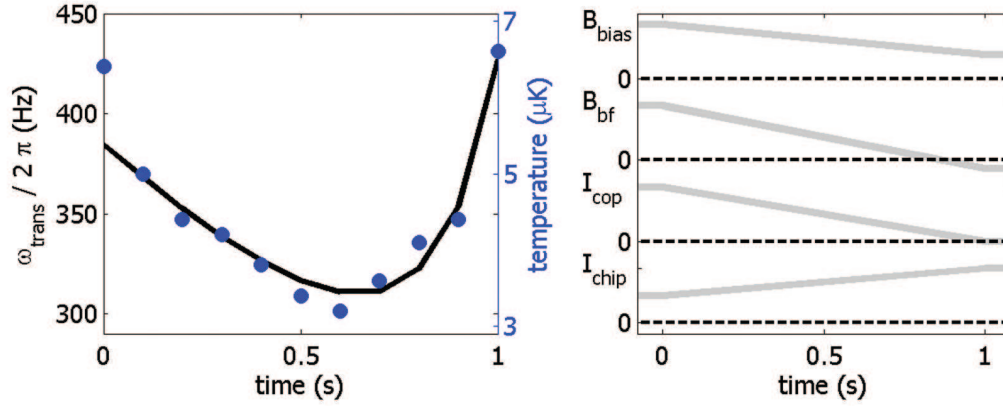 450
400
350
300
ω_trans / 2 π (Hz)
0
0.5
1
time (s)
7
5
3
temperature (μK)
B_bias
0
B_bf
0
I_cop
0
I_chip
0
0
0.5
1
time (s)